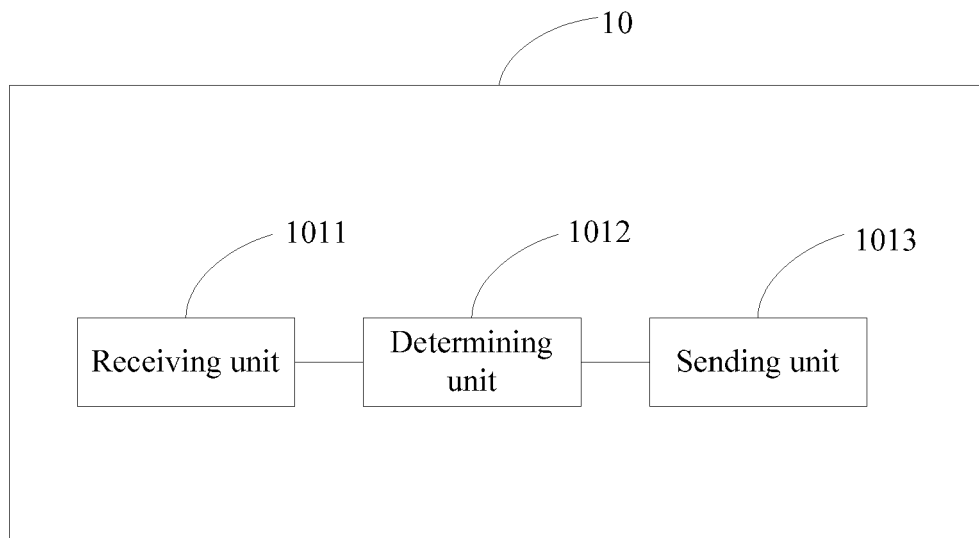 10
1011
1012
1013
Receiving unit
Determining
unit
Sending unit